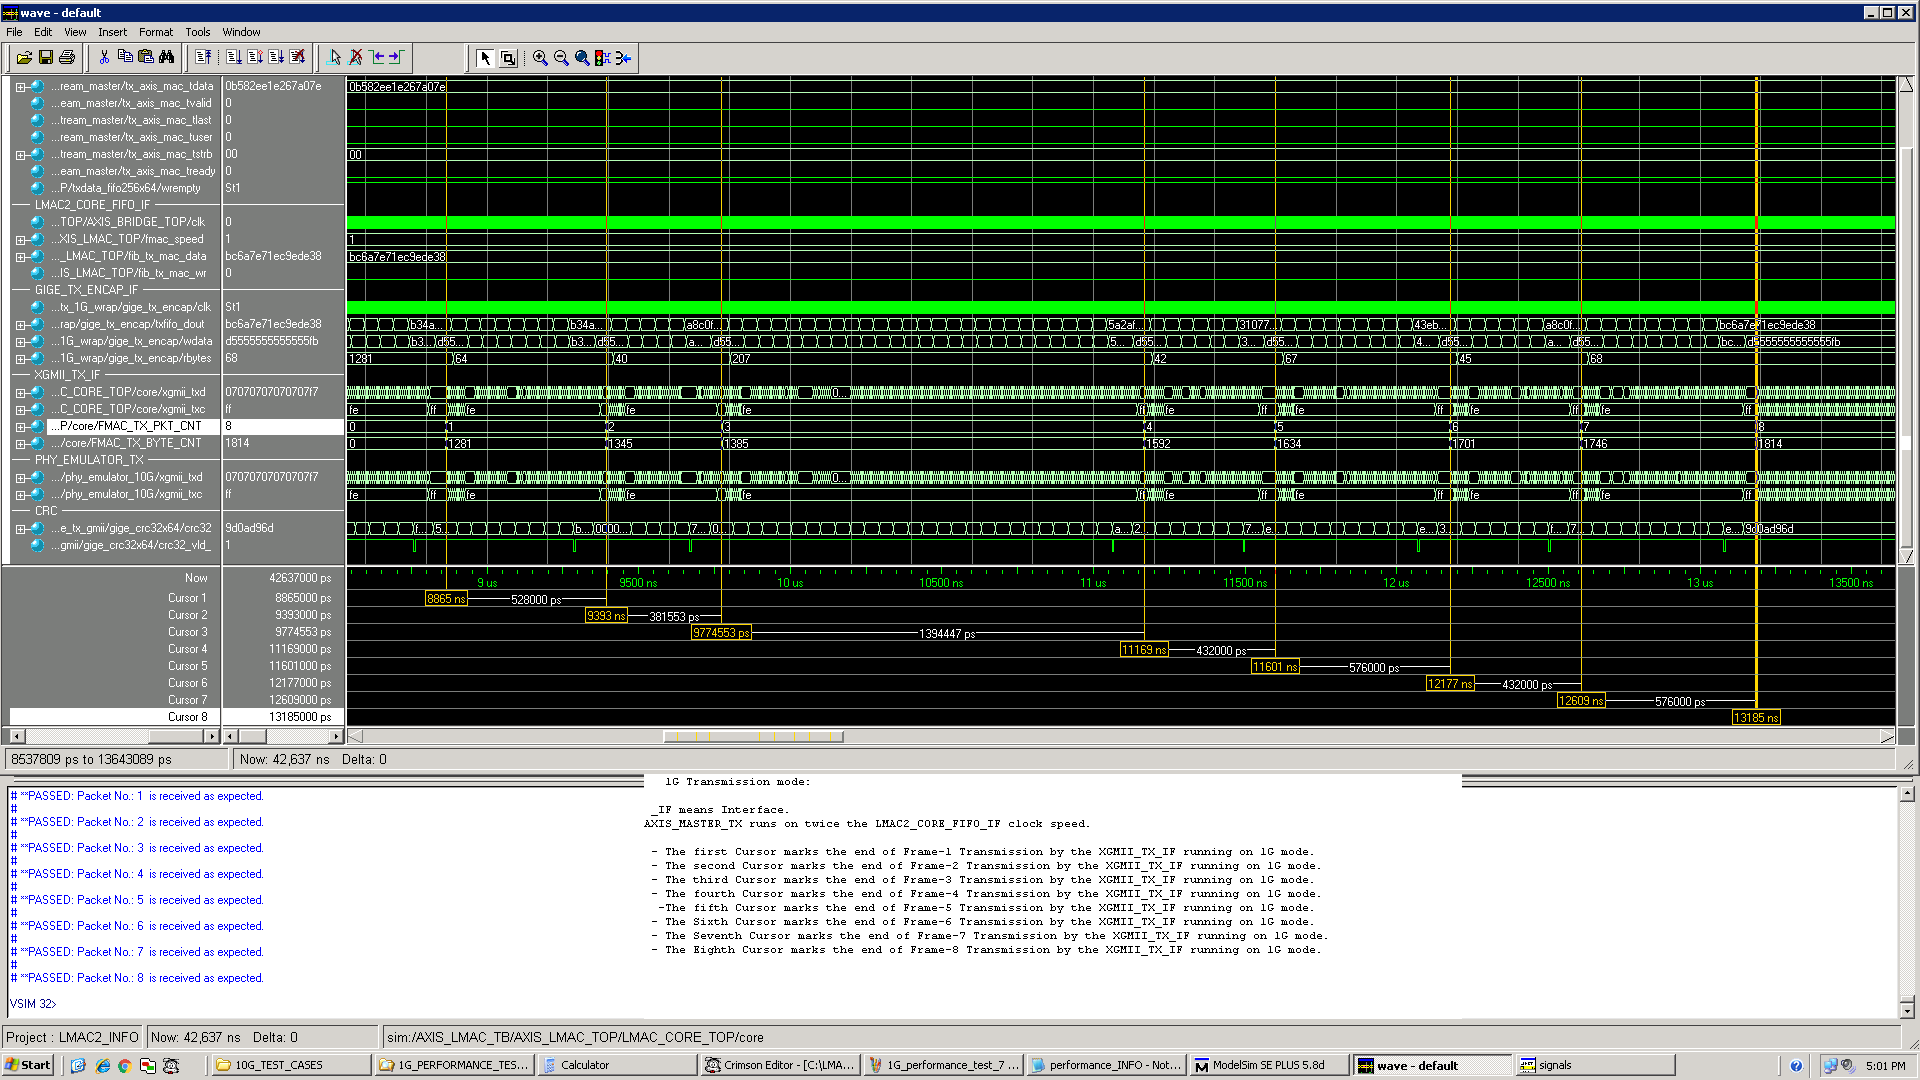 wave - default
File Edit View Insert Format Tools Window
...ream_master/tx_axis_mac_tdata 0b582ee1e267a07e 0b582ee1e267a07e
...eam_master/tx_axis_mac_tvalid 0
...tream_master/tx_axis_mac_tlast 0
...ream_master/tx_axis_mac_tuser 0
...tream_master/tx_axis_mac_tstrb 00 00
...eam_master/tx_axis_mac_tready 0
...P/txdata_fifo256x64/wrempty St1
LMAC2_CORE_FIFO_IF
...TOP/AXIS_BRIDGE_TOP/clk 0
...XIS_LMAC_TOP/fmac_speed 1 1
..._LMAC_TOP/fib_tx_mac_data bc6a7e71ec9ede38 bc6a7e71ec9ede38
...IS_LMAC_TOP/fib_tx_mac_wr 0
GIGE_TX_ENCAP_IF
...tx_1G_wrap/gige_tx_encap/clk St1
...rap/gige_tx_encap/txfifo_dout bc6a7e71ec9ede38 b34a... b34a... a8c0f... 5a2af... 31077... 43eb... a8c0f... bc6a7e71ec9ede38
...1G_wrap/gige_tx_encap/wdata d5555555555555fb b3... d55... b3... d55... a... d55... 5... d55... 3... d55... 4... d55... a... d55... bc... d5555555555555fb
...1G_wrap/gige_tx_encap/rbytes 68 1281 64 40 207 42 67 45 68
XGMII_TX_IF
...C_CORE_TOP/core/xgmii_txd 07070707070707f7 0...
...C_CORE_TOP/core/xgmii_txc ff fe ff fe fe fe ff fe ff fe ff fe ff fe ff
...P/core/FMAC_TX_PKT_CNT 8 0 1 2 3 4 5 6 7 8
.../core/FMAC_TX_BYTE_CNT 1814 0 1281 1345 1385 1592 1634 1701 1746 1814
PHY_EMULATOR_TX
.../phy_emulator_10G/xgmii_txd 07070707070707f7 0...
.../phy_emulator_10G/xgmii_txc ff fe ff fe fe fe ff fe ff fe ff fe ff fe ff
CRC
...e_tx_gmii/gige_crc32x64/crc32 9d0ad96d f... 5... b... 0000... 7... 0... a... 2... 7... e... e... 3... f... 7... e... 9d0ad96d
...gmii/gige_crc32x64/crc32_vld_ 1
Now 42637000 ps 9 us 9500 ns 10 us 10500 ns 11 us 11500 ns 12 us 12500 ns 13 us 13500 ns
Cursor 1 8865000 ps 8865 ns 528000 ps
Cursor 2 9393000 ps 9393 ns 381553 ps
Cursor 3 9774553 ps 9774553 ps 1394447 ps
Cursor 4 11169000 ps 11169 ns 432000 ps
Cursor 5 11601000 ps 11601 ns 576000 ps
Cursor 6 12177000 ps 12177 ns 432000 ps
Cursor 7 12609000 ps 12609 ns 576000 ps
Cursor 8 13185000 ps 13185 ns
8537809 ps to 13643089 ps Now: 42,637 ns Delta: 0
# **PASSED: Packet No.: 1 is received as expected.
#
# **PASSED: Packet No.: 2 is received as expected.
#
# **PASSED: Packet No.: 3 is received as expected.
#
# **PASSED: Packet No.: 4 is received as expected.
#
# **PASSED: Packet No.: 5 is received as expected.
#
# **PASSED: Packet No.: 6 is received as expected.
#
# **PASSED: Packet No.: 7 is received as expected.
#
# **PASSED: Packet No.: 8 is received as expected.
VSIM 32>
1G Transmission mode:
_IF means Interface.
AXIS_MASTER_TX runs on twice the LMAC2_CORE_FIFO_IF clock speed.
- The first Cursor marks the end of Frame-1 Transmission by the XGMII_TX_IF running on 1G mode.
- The second Cursor marks the end of Frame-2 Transmission by the XGMII_TX_IF running on 1G mode.
- The third Cursor marks the end of Frame-3 Transmission by the XGMII_TX_IF running on 1G mode.
- The fourth Cursor marks the end of Frame-4 Transmission by the XGMII_TX_IF running on 1G mode.
-The fifth Cursor marks the end of Frame-5 Transmission by the XGMII_TX_IF running on 1G mode.
- The Sixth Cursor marks the end of Frame-6 Transmission by the XGMII_TX_IF running on 1G mode.
- The Seventh Cursor marks the end of Frame-7 Transmission by the XGMII_TX_IF running on 1G mode.
- The Eighth Cursor marks the end of Frame-8 Transmission by the XGMII_TX_IF running on 1G mode.
Project : LMAC2_INFO Now: 42,637 ns Delta: 0 sim:/AXIS_LMAC_TB/AXIS_LMAC_TOP/LMAC_CORE_TOP/core
Start 10G_TEST_CASES 1G_PERFORMANCE_TES... Calculator Crimson Editor - [C:\LMA... 1G_performance_test_7 ... performance_INFO - Not... ModelSim SE PLUS 5.8d wave - default signals 5:01 PM